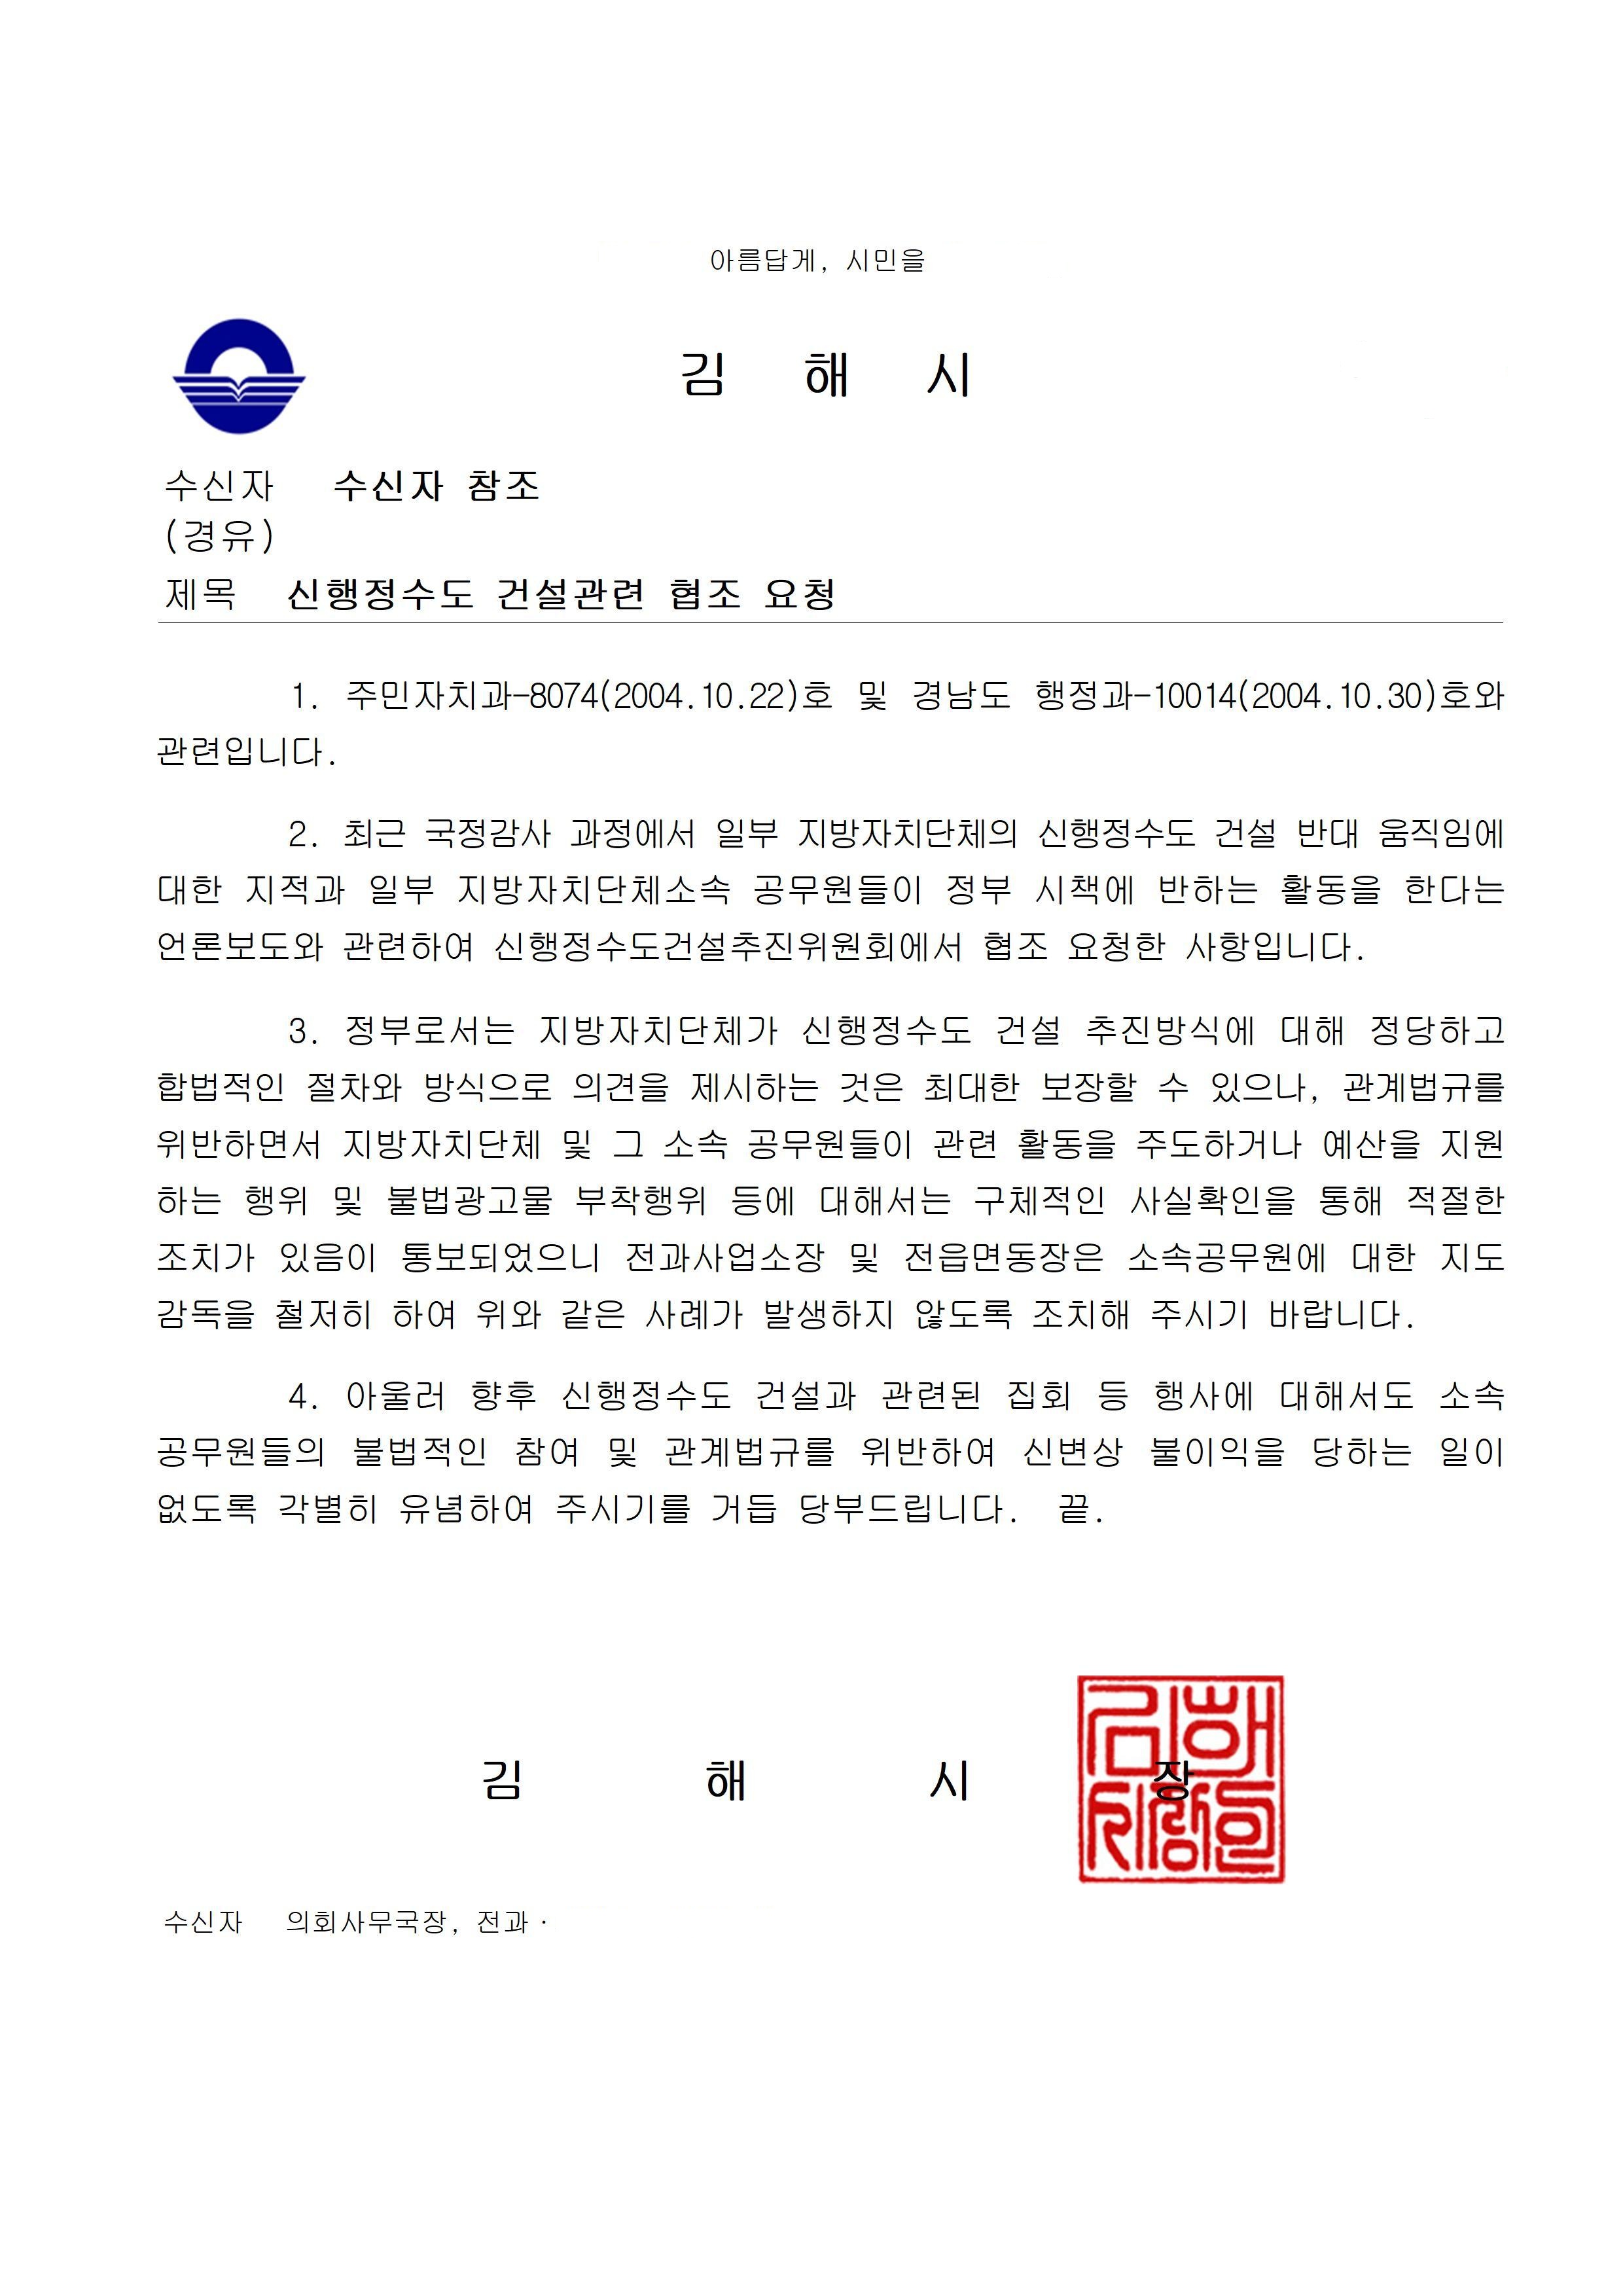 아름답게, 시민을
김 해 시
수신자 수신자 참조
(경유)
제목 신행정수도 건설관련 협조 요청
1. 주민자치과-8074(2004.10.22)호 및 경남도 행정과-10014(2004.10.30)호와
관련입니다.
2. 최근 국정감사 과정에서 일부 지방자치단체의 신행정수도 건설 반대 움직임에
대한 지적과 일부 지방자치단체소속 공무원들이 정부 시책에 반하는 활동을 한다는
언론보도와 관련하여 신행정수도건설추진위원회에서 협조 요청한 사항입니다.
3. 정부로서는 지방자치단체가 신행정수도 건설 추진방식에 대해 정당하고
합법적인 절차와 방식으로 의견을 제시하는 것은 최대한 보장할 수 있으나, 관계법규를
위반하면서 지방자치단체 및 그 소속 공무원들이 관련 활동을 주도하거나 예산을 지원
하는 행위 및 불법광고물 부착행위 등에 대해서는 구체적인 사실확인을 통해 적절한
조치가 있음이 통보되었으니 전과사업소장 및 전읍면동장은 소속공무원에 대한 지도
감독을 철저히 하여 위와 같은 사례가 발생하지 않도록 조치해 주시기 바랍니다.
4. 아울러 향후 신행정수도 건설과 관련된 집회 등 행사에 대해서도 소속
공무원들의 불법적인 참여 및 관계법규를 위반하여 신변상 불이익을 당하는 일이
없도록 각별히 유념하여 주시기를 거듭 당부드립니다. 끝.
김 해 시 장
김해
시장인
수신자 의회사무국장, 전과·